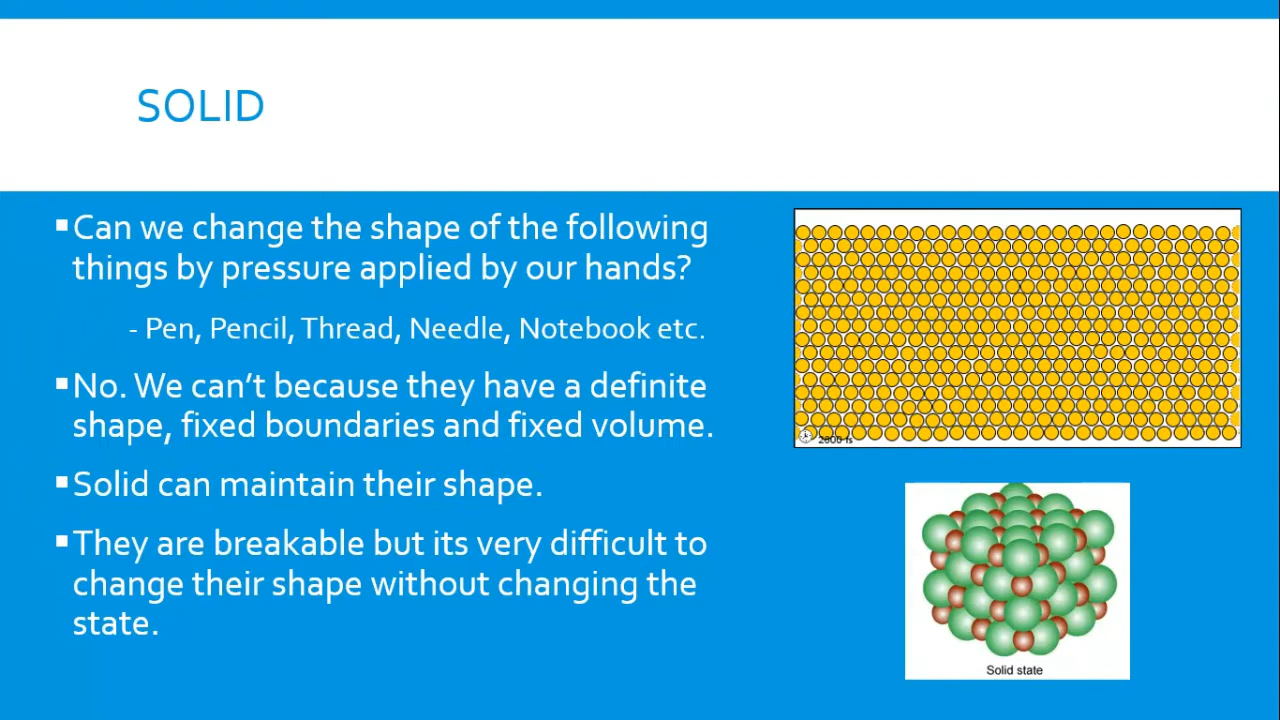 SOLID
▪Can we change the shape of the following
things by pressure applied by our hands?
- Pen, Pencil, Thread, Needle, Notebook etc.
▪No. We can’t because they have a definite
shape, fixed boundaries and fixed volume.
▪Solid can maintain their shape.
▪They are breakable but its very difficult to
change their shape without changing the
state.
Solid state